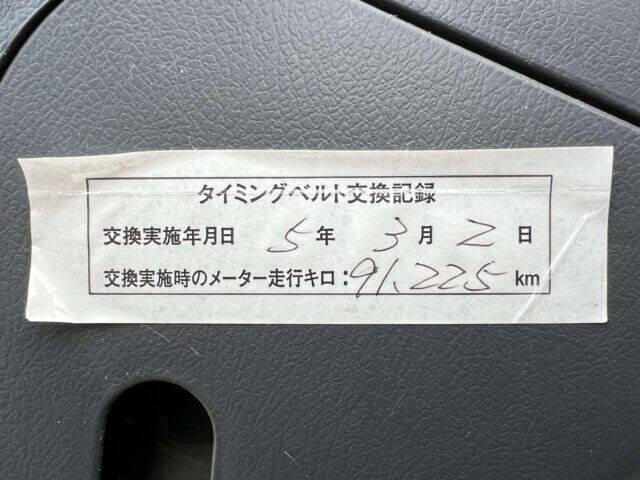 タイミングベルト交換記録
交換実施年月日 5年 3月 2日
交換実施時のメーター走行キロ：91,225km